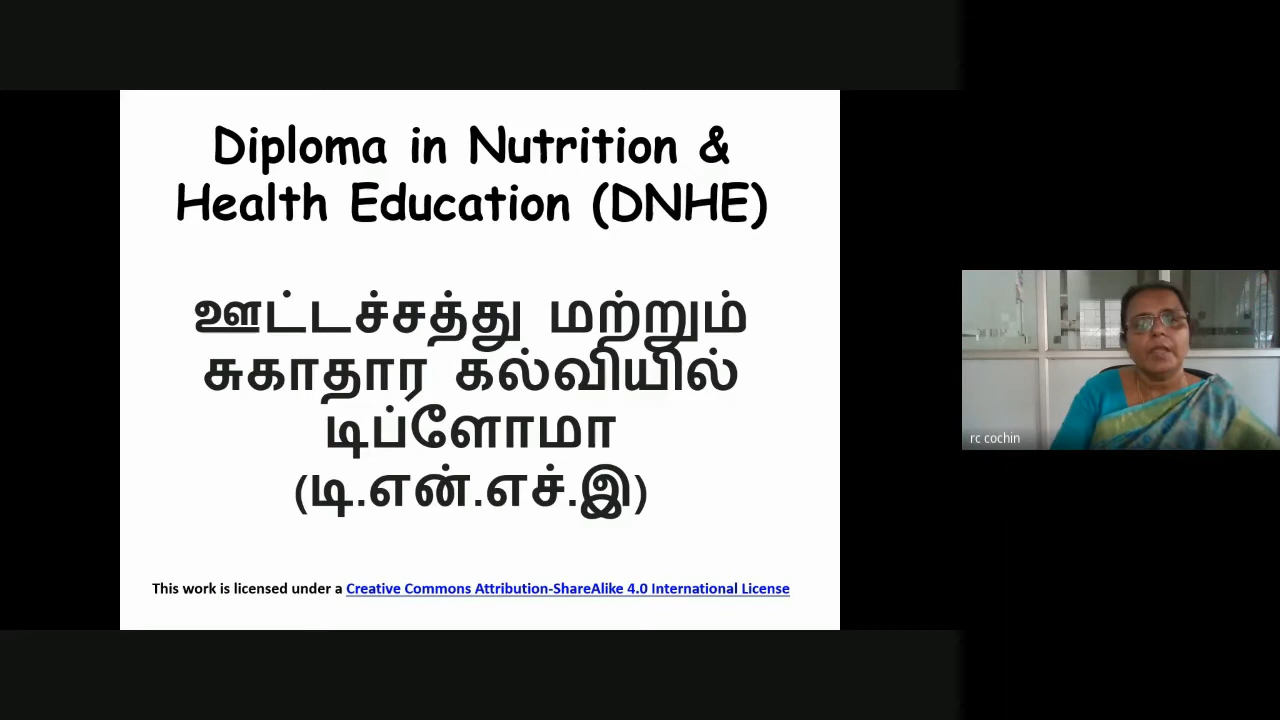 Diploma in Nutrition &
Health Education (DNHE)
ஊட்டச்சத்து மற்றும்
சுகாதார கல்வியில்
டிப்ளோமா
(டி.என்.எச்.இ)
This work is licensed under a Creative Commons Attribution-ShareAlike 4.0 International License
rc cochin